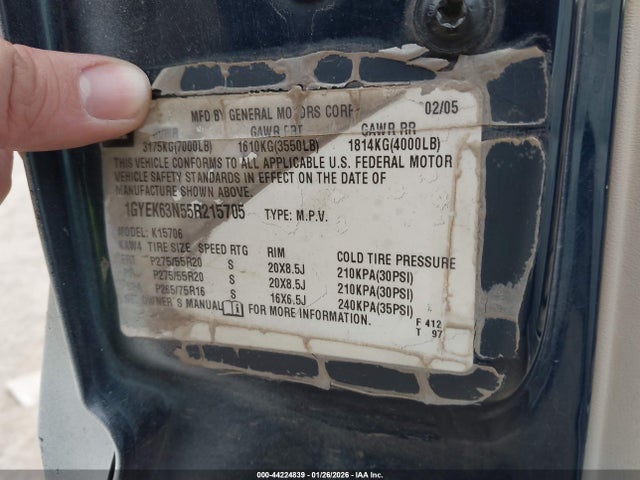 MFD BY GENERAL MOTORS CORP 02/05
GVWR GAWR FRT GAWR RR
3175KG(7000LB) 1610KG(3550LB) 1814KG(4000LB)
THIS VEHICLE CONFORMS TO ALL APPLICABLE U.S. FEDERAL MOTOR
VEHICLE SAFETY STANDARDS IN EFFECT ON THE DATE OF
MANUFACTURE SHOWN ABOVE.
1GYEK63N55R215705 TYPE: M.P.V.
MODEL: K15706
TIRE SIZE SPEED RTG RIM COLD TIRE PRESSURE
FRT P275/55R20 S 20X8.5J 210KPA(30PSI)
P275/55R20 S 20X8.5J 210KPA(30PSI)
SPA P265/75R16 S 16X6.5J 240KPA(35PSI)
SEE OWNER'S MANUAL FOR MORE INFORMATION.
F 412
T 97
000-44224839 | 01/26/2026 | IAA Inc.